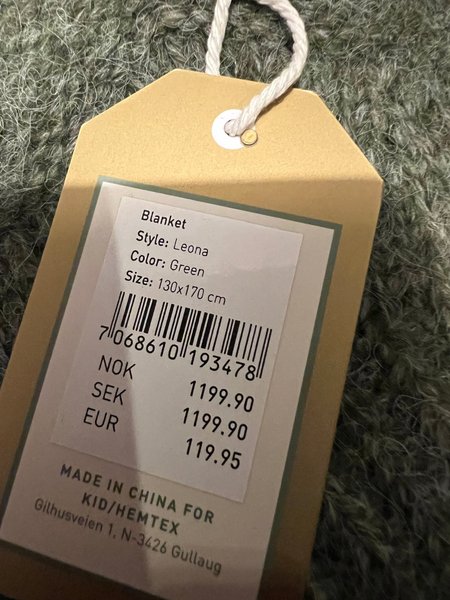 Blanket
Style: Leona
Color: Green
Size: 130x170 cm
7 068610 193478
NOK 1199.90
SEK 1199.90
EUR 119.95
MADE IN CHINA FOR
KID/HEMTEX
Gilhusveien 1, N-3426 Gullaug